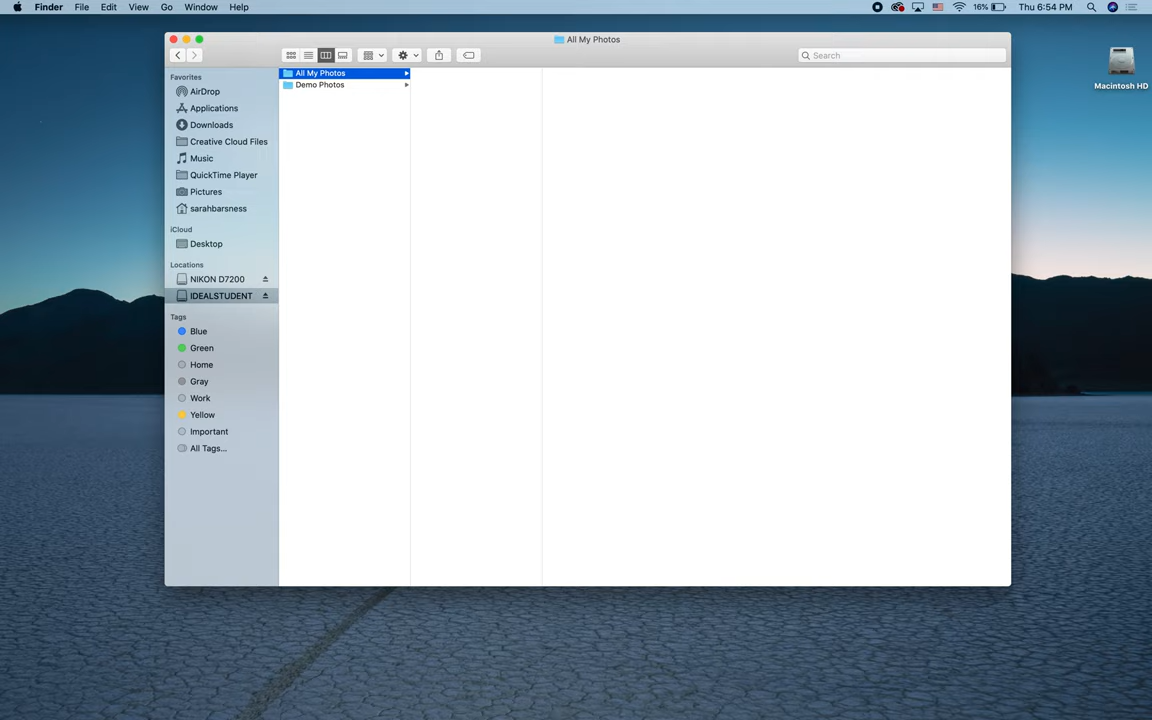 Finder File Edit View Go Window Help 16% Thu 6:54 PM
All My Photos
Search
Macintosh HD
Favorites
AirDrop
Applications
Downloads
Creative Cloud Files
Music
QuickTime Player
Pictures
sarahbarsness
iCloud
Desktop
Locations
NIKON D7200
IDEALSTUDENT
Tags
Blue
Green
Home
Gray
Work
Yellow
Important
All Tags...
All My Photos
Demo Photos